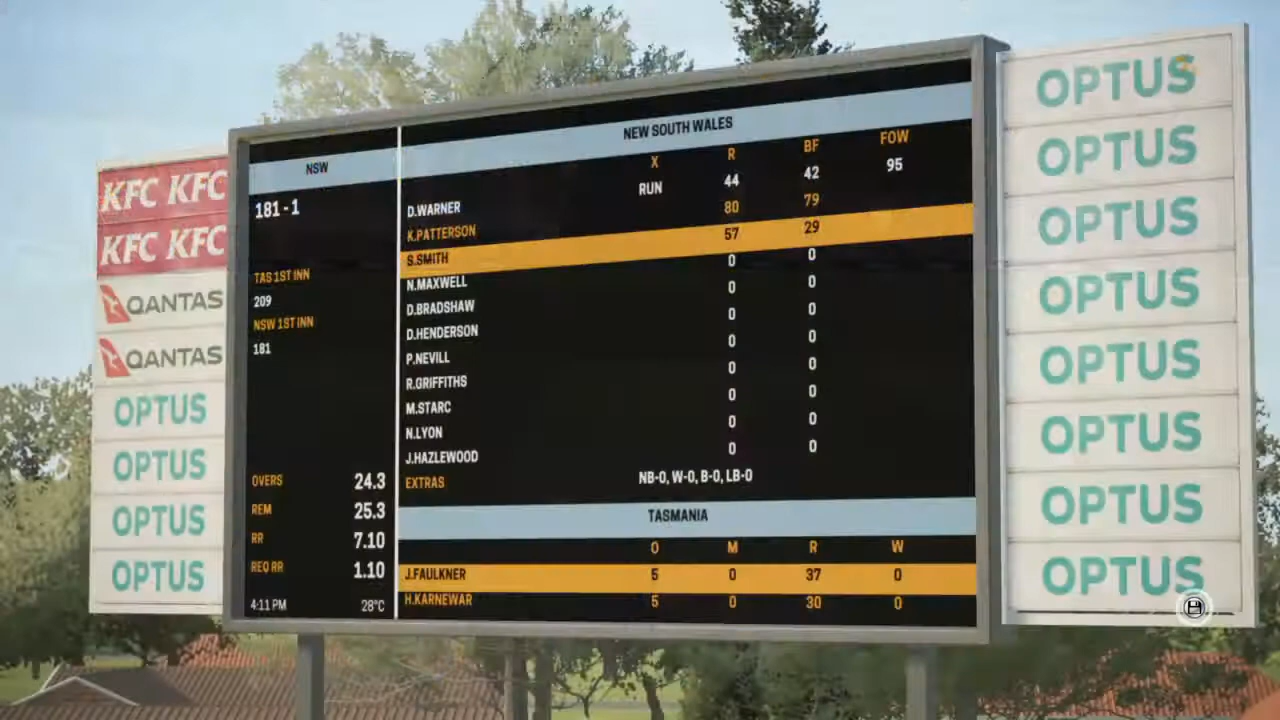 KFC KFC
KFC KFC
QANTAS
QANTAS
OPTUS
OPTUS
OPTUS
OPTUS
NSW
181 - 1
TAS 1ST INN
209
NSW 1ST INN
181
OVERS 24.3
REM 25.3
RR 7.10
REQ RR 1.10
4:11 PM 28°C
NEW SOUTH WALES
X R BF FOW
D.WARNER RUN 44 42 95
K.PATTERSON 80 79
S.SMITH 57 29
N.MAXWELL 0 0
D.BRADSHAW 0 0
D.HENDERSON 0 0
P.NEVILL 0 0
R.GRIFFITHS 0 0
M.STARC 0 0
N.LYON 0 0
J.HAZLEWOOD 0 0
EXTRAS NB-0, W-0, B-0, LB-0
TASMANIA
O M R W
J.FAULKNER 5 0 37 0
H.KARNEWAR 5 0 30 0
OPTUS
OPTUS
OPTUS
OPTUS
OPTUS
OPTUS
OPTUS
OPTUS